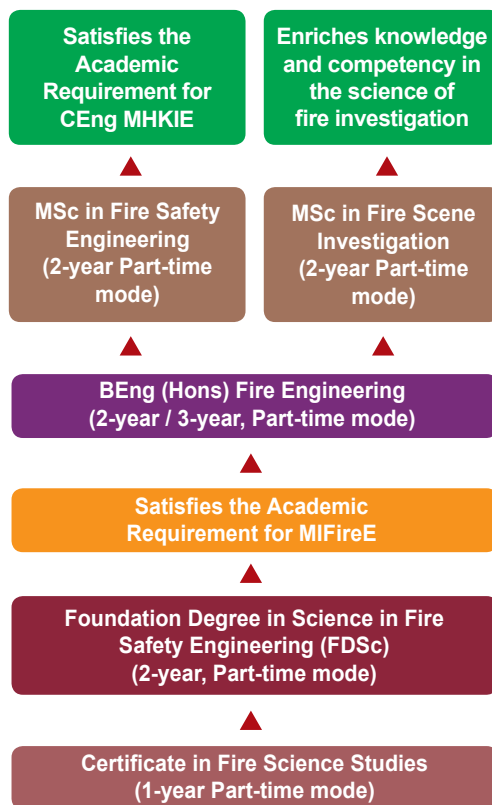 Satisfies the
Academic
Requirement for
CEng MHKIE
Enriches knowledge
and competency in
the science of
fire investigation
MSc in Fire Safety
Engineering
(2-year Part-time
mode)
MSc in Fire Scene
Investigation
(2-year Part-time
mode)
BEng (Hons) Fire Engineering
(2-year / 3-year, Part-time mode)
Satisfies the Academic
Requirement for MIFireE
Foundation Degree in Science in Fire
Safety Engineering (FDSc)
(2-year, Part-time mode)
Certificate in Fire Science Studies
(1-year Part-time mode)